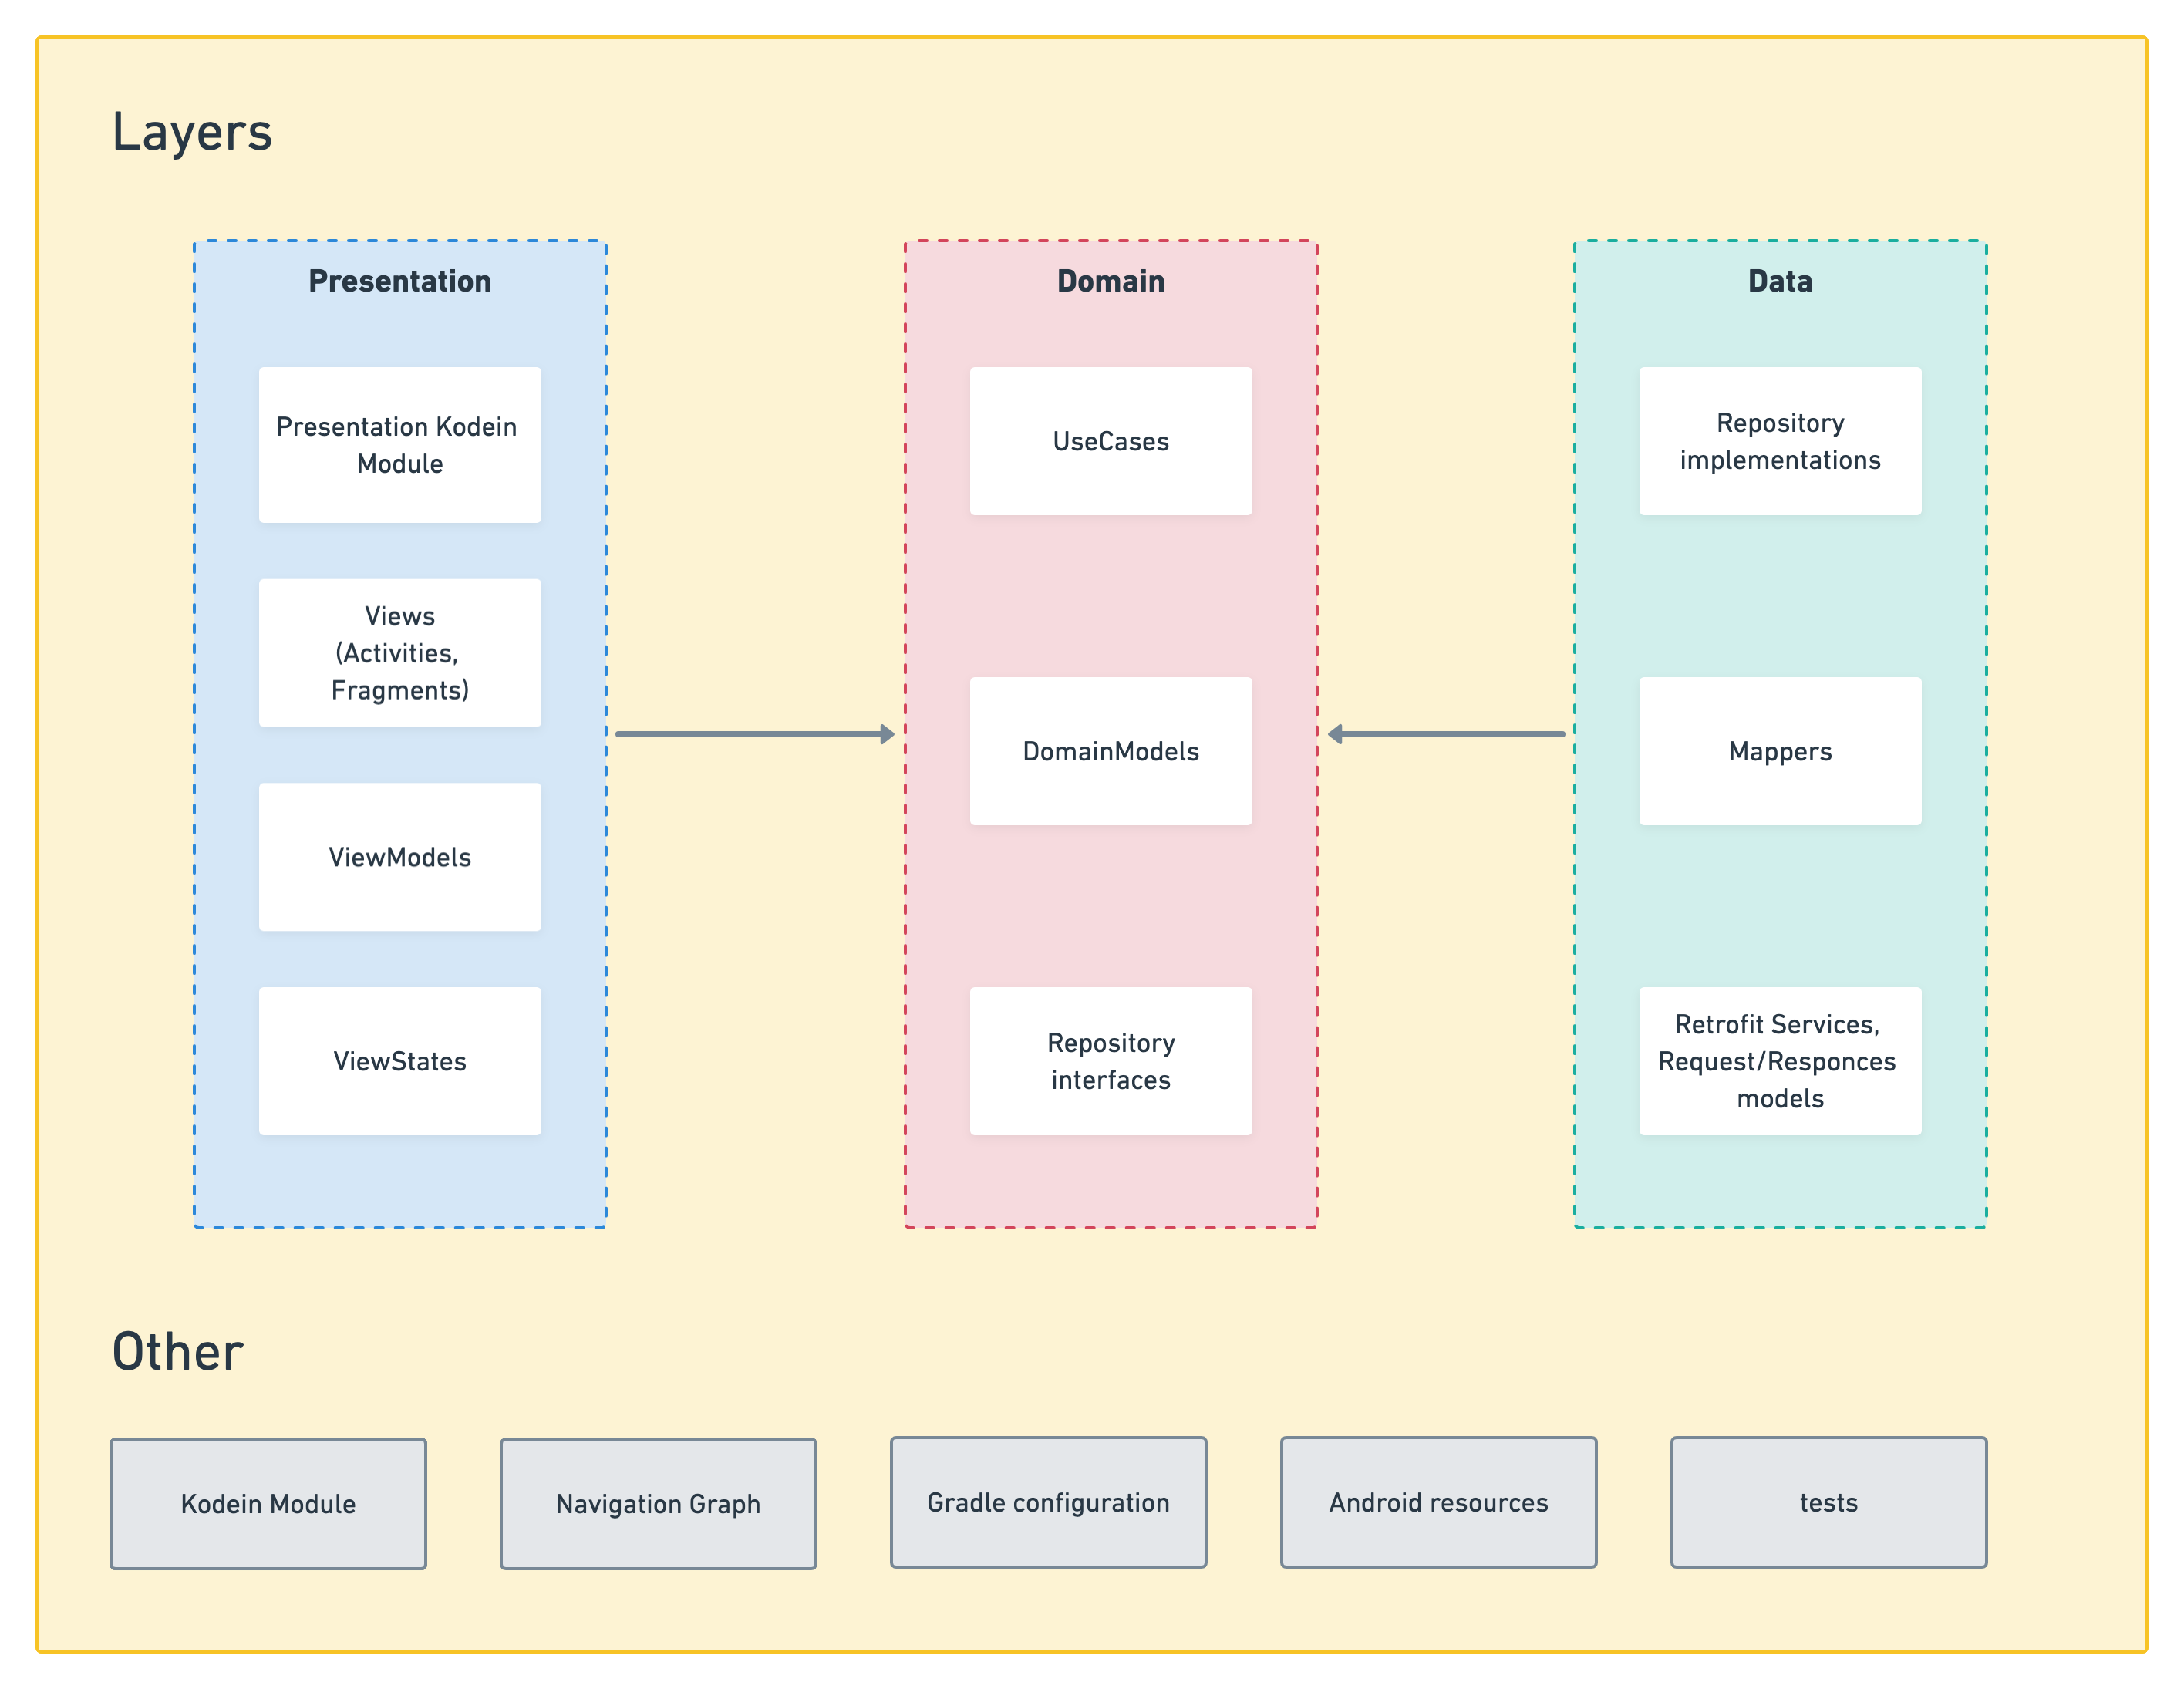 Layers
Presentation
Presentation Kodein
Module
Views
(Activities,
Fragments)
ViewModels
ViewStates
Domain
UseCases
DomainModels
Repository
interfaces
Data
Repository
implementations
Mappers
Retrofit Services,
Request/Responces
models
Other
Kodein Module
Navigation Graph
Gradle configuration
Android resources
tests